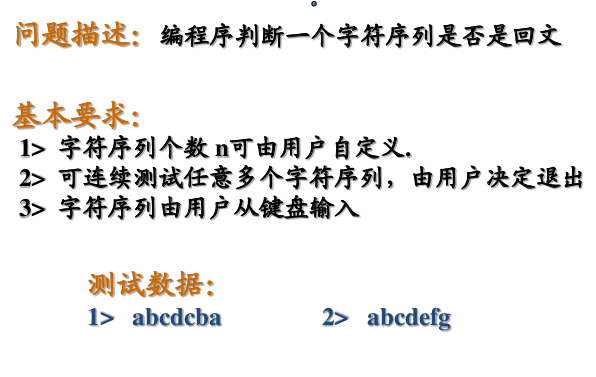 问题描述: 编程序判断一个字符序列是否是回文
基本要求:
1> 字符序列个数 n可由用户自定义.
2> 可连续测试任意多个字符序列，由用户决定退出
3> 字符序列由用户从键盘输入
测试数据:
1> abcdcba 2> abcdefg